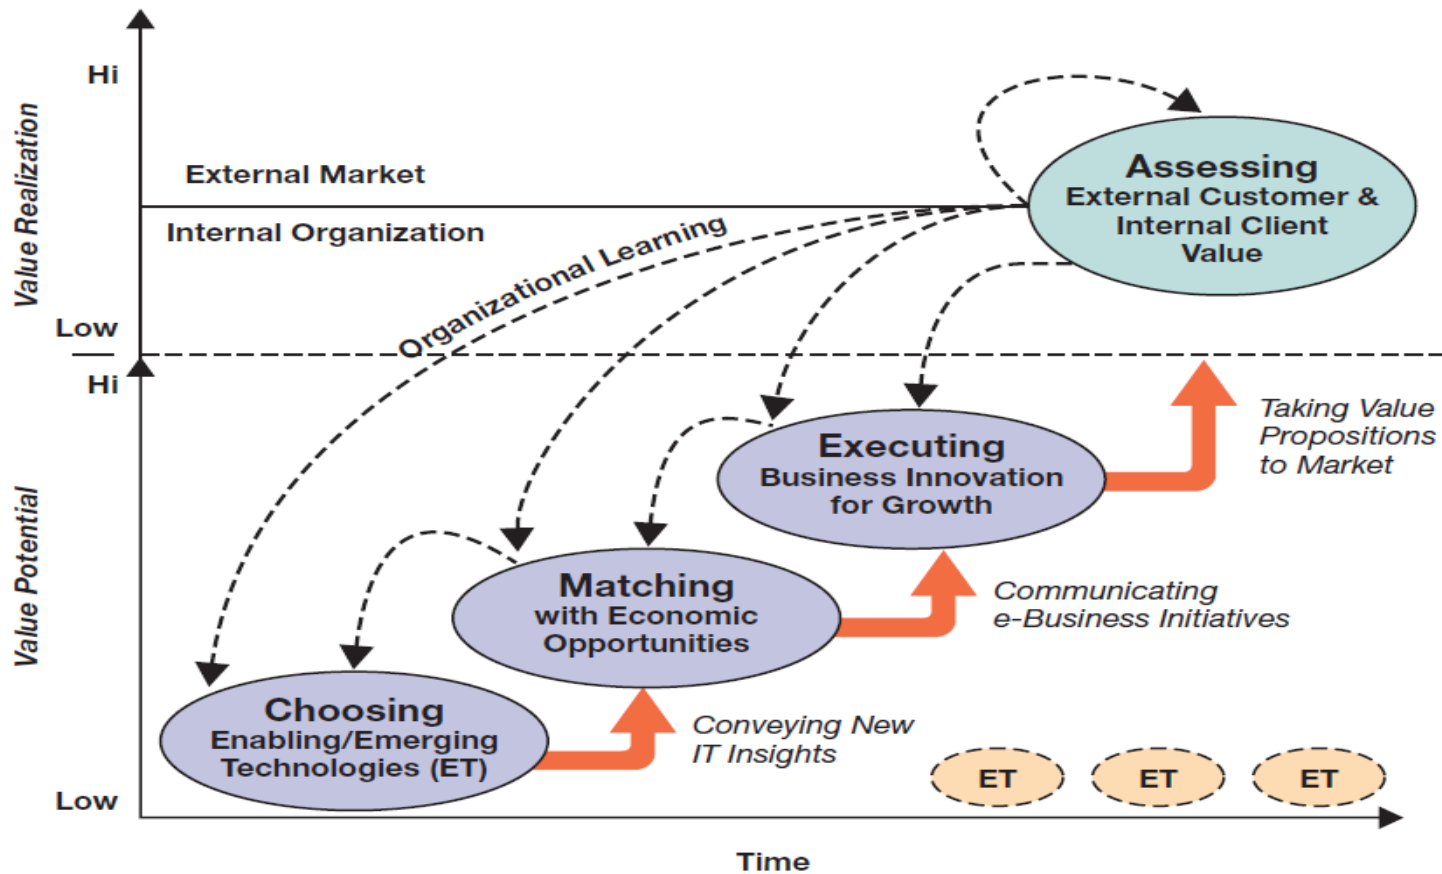 Hi
Value Realization
External Market
Internal Organization
Low
Organizational Learning
Assessing
External Customer &
Internal Client
Value
Hi
Value Potential
Low
Executing
Business Innovation
for Growth
Taking Value
Propositions
to Market
Matching
with Economic
Opportunities
Communicating
e-Business Initiatives
Choosing
Enabling/Emerging
Technologies (ET)
Conveying New
IT Insights
ET
ET
ET
Time